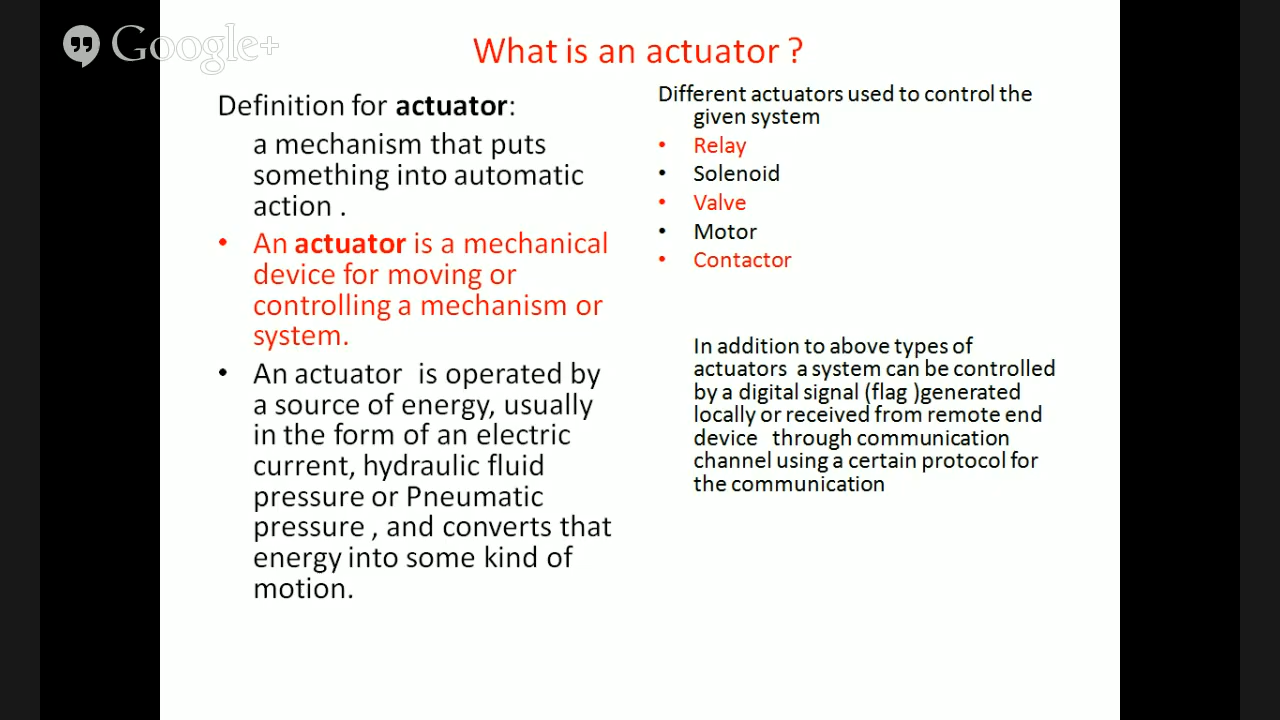 Google+
What is an actuator ?
Definition for actuator:
a mechanism that puts
something into automatic
action .
• An actuator is a mechanical
device for moving or
controlling a mechanism or
system.
• An actuator  is operated by
a source of energy, usually
in the form of an electric
current, hydraulic fluid
pressure or Pneumatic
pressure , and converts that
energy into some kind of
motion.
Different actuators used to control the
given system
• Relay
• Solenoid
• Valve
• Motor
• Contactor
In addition to above types of
actuators  a system can be controlled
by a digital signal (flag )generated
locally or received from remote end
device   through communication
channel using a certain protocol for
the communication